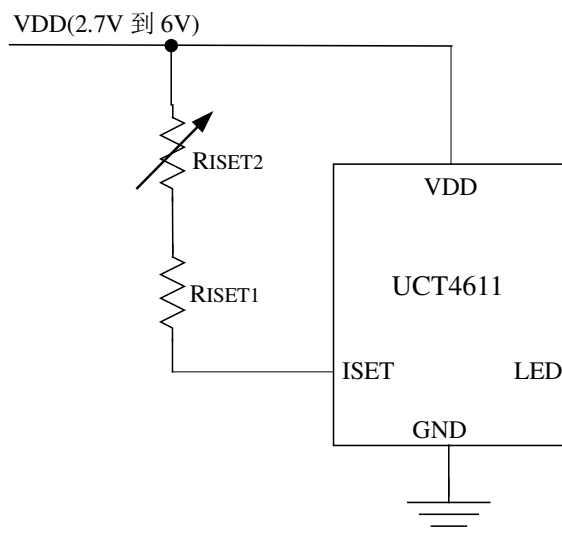 VDD(2.7V 到 6V)
RISET2
VDD
UCT4611
RISET1
ISET
LED
GND